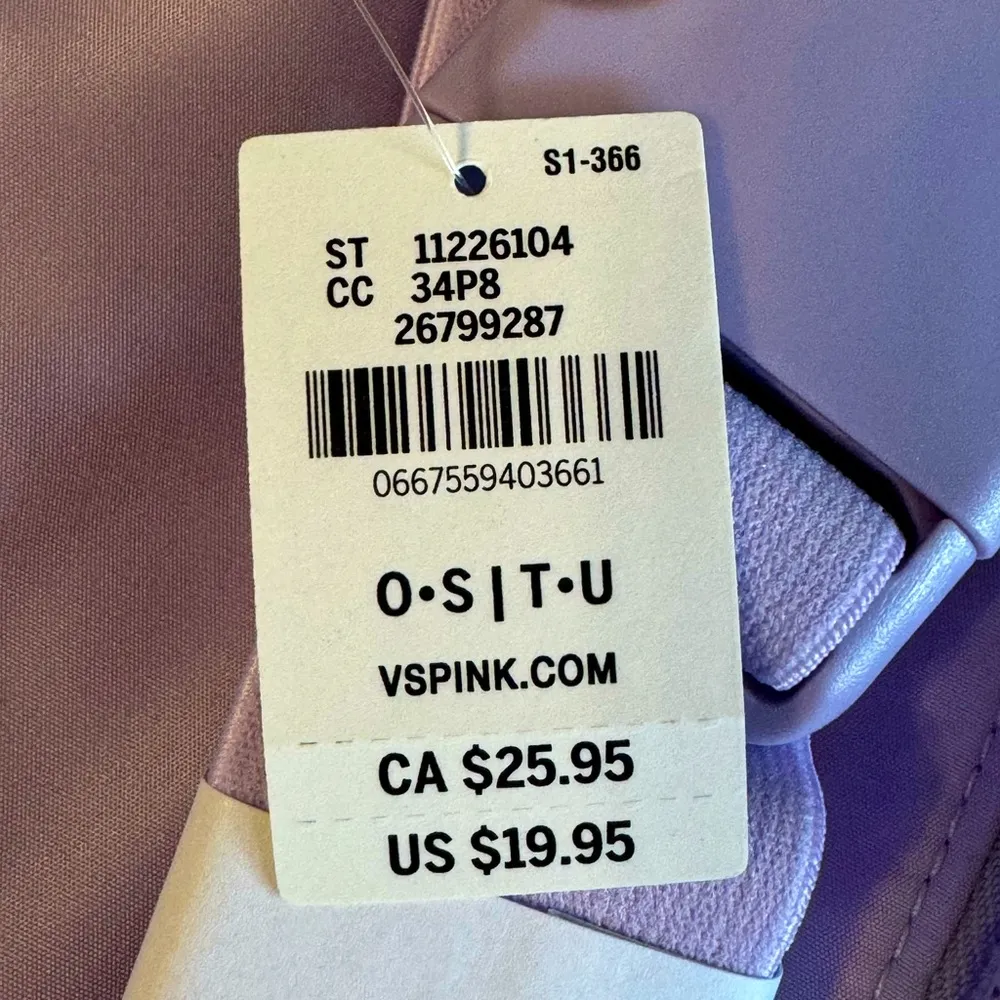 S1-366
ST 11226104
CC 34P8
26799287
0667559403661
O•S|T•U
VSPINK.COM
CA $25.95
US $19.95